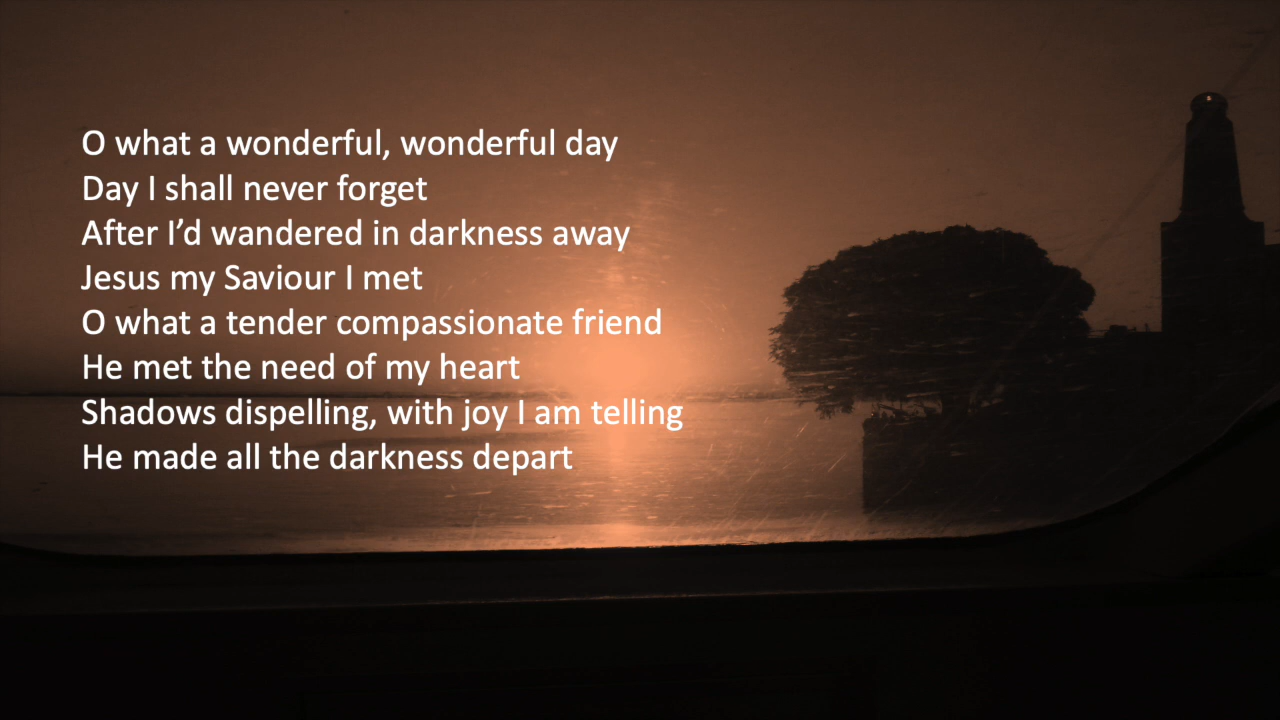 O what a wonderful, wonderful day
Day I shall never forget
After I’d wandered in darkness away
Jesus my Saviour I met
O what a tender compassionate friend
He met the need of my heart
Shadows dispelling, with joy I am telling
He made all the darkness depart